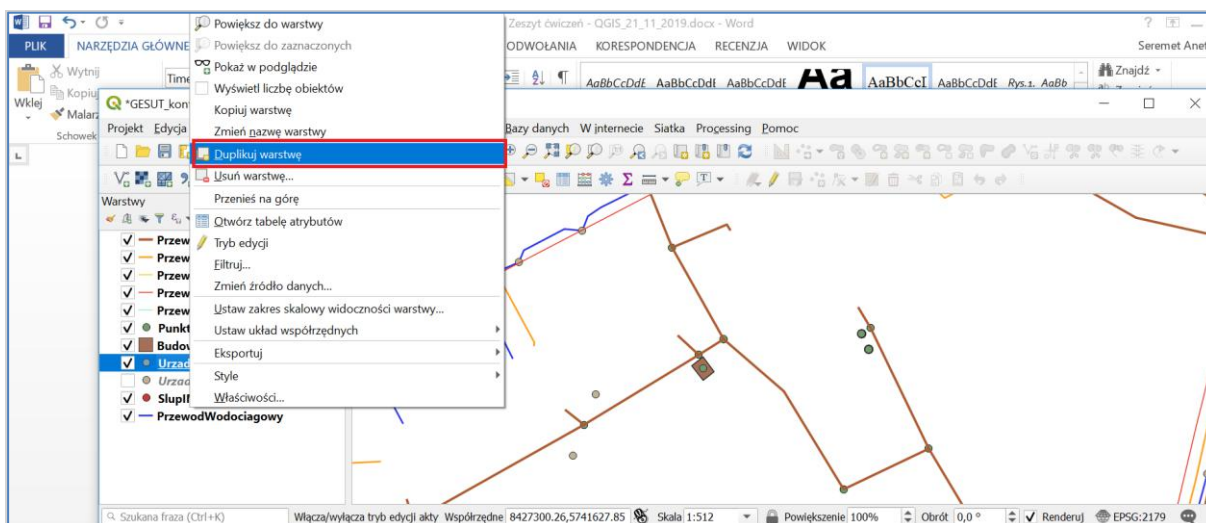 Zeszyt ćwiczeń - QGIS_21_11_2019.docx - Word
PLIK NARZĘDZIA GŁÓWNE ODWOŁANIA KORESPONDENCJA RECENZJA WIDOK Seremet Anet
Wytnij
Kopiuj
Wklej
Malarz
Schowek
Time
AaBbCcDdE AaBbCcDdE AaBbCcDdE AaB AaBbCcI AaBbCcDdE Rys.1. AaBb
Znajdź
*GESUT_kon
Projekt Edycja Bazy danych W internecie Siatka Processing Pomoc
Powiększ do warstwy
Powiększ do zaznaczonych
Pokaż w podglądzie
Wyświetl liczbę obiektów
Kopiuj warstwę
Zmień nazwę warstwy
Duplikuj warstwę
Usuń warstwę...
Przenieś na górę
Otwórz tabelę atrybutów
Tryb edycji
Filtruj...
Zmień źródło danych...
Ustaw zakres skalowy widoczności warstwy...
Ustaw układ współrzędnych
Eksportuj
Style
Właściwości...
Warstwy
Przew
Przew
Przew
Przew
Przew
Punkt
Budow
Urzad
Urzad
SlupIM
PrzewodWodociagowy
Szukana fraza (Ctrl+K) Włącza/wyłącza tryb edycji akty Współrzędne 8427300.26,5741627.85 Skala 1:512 Powiększenie 100% Obrót 0,0 ° Renderuj EPSG:2179